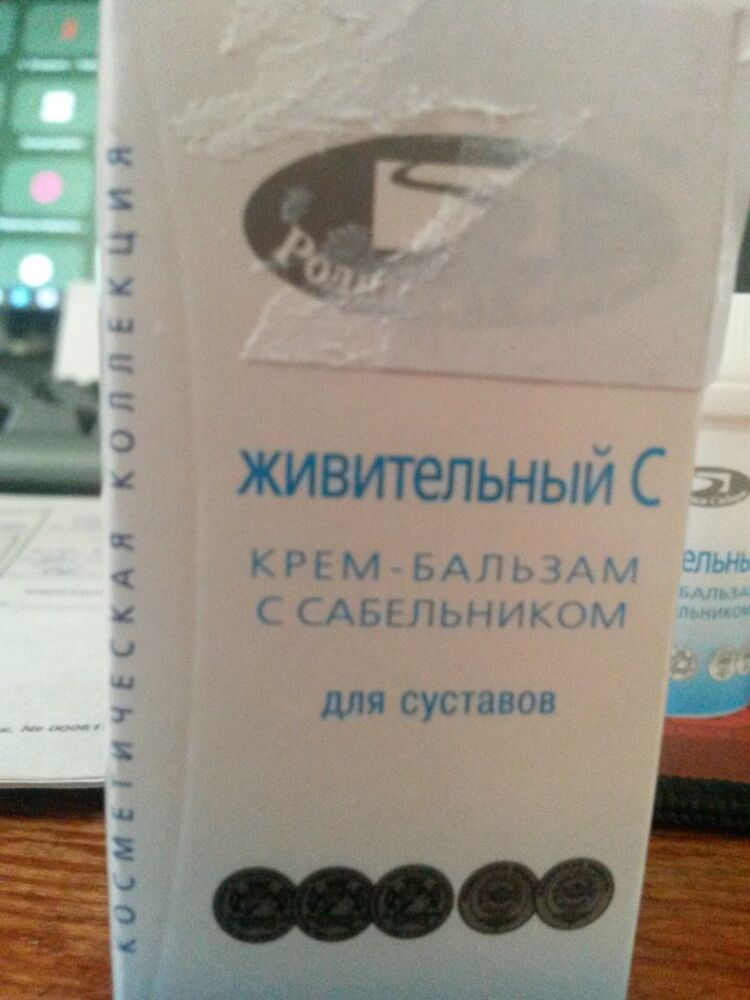 КОСМЕТИЧЕСКАЯ КОЛЛЕКЦИЯ
живительный С
КРЕМ-БАЛЬЗАМ
С САБЕЛЬНИКОМ
для суставов